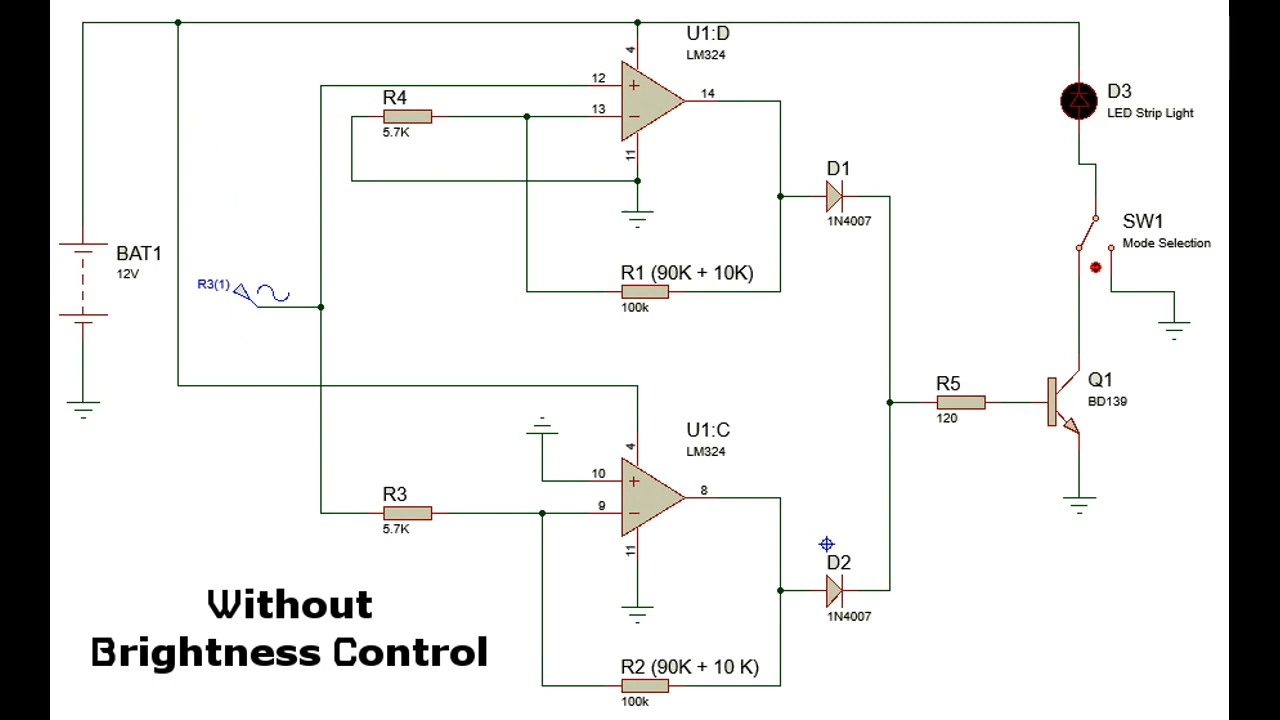 U1:D
LM324
4
12
13
14
11
R4
5.7K
D3
LED Strip Light
D1
1N4007
SW1
Mode Selection
BAT1
12V
R3(1)
R1 (90K + 10K)
100k
R5
120
Q1
BD139
U1:C
LM324
4
10
9
8
11
R3
5.7K
D2
1N4007
R2 (90K + 10 K)
100k
Without
Brightness Control